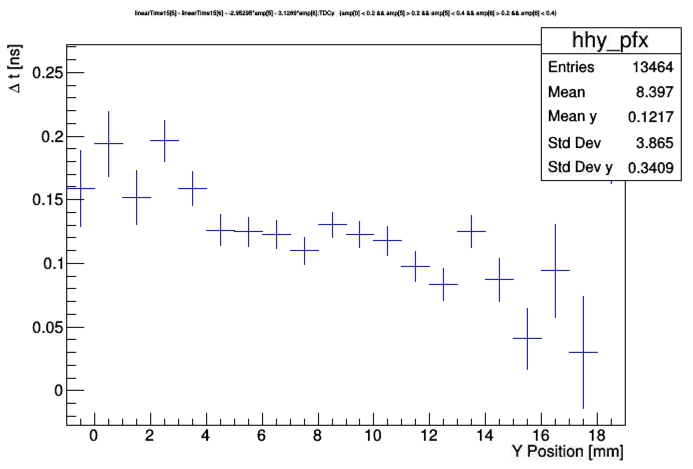 linearTime15[5] - linearTime15[6] - -2.95295*amp[5] - 3.1269*amp[6]:TDCy {amp[0] < 0.2 && amp[5] > 0.2 && amp[5] < 0.4 && amp[6] > 0.2 && amp[6] < 0.4}
hhy_pfx
Entries 13464
Mean 8.397
Mean y 0.1217
Std Dev 3.865
Std Dev y 0.3409
Δ t [ns]
0.25
0.2
0.15
0.1
0.05
0
0 2 4 6 8 10 12 14 16 18
Y Position [mm]